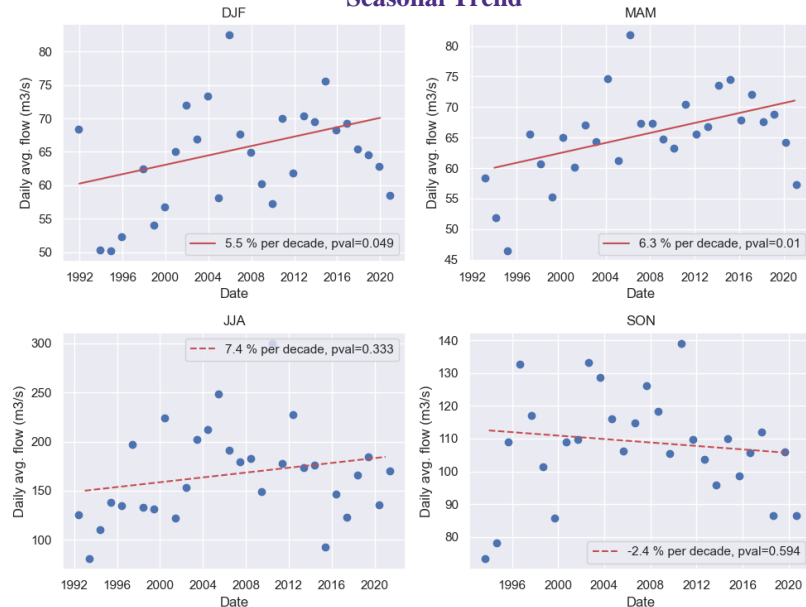 Seasonal Trend
DJF
Daily avg. flow (m3/s)
80
75
70
65
60
55
50
5.5 % per decade, pval=0.049
1992 1996 2000 2004 2008 2012 2016 2020
Date
MAM
Daily avg. flow (m3/s)
85
80
75
70
65
60
55
50
45
6.3 % per decade, pval=0.01
1992 1996 2000 2004 2008 2012 2016 2020
Date
JJA
Daily avg. flow (m3/s)
300
250
200
150
100
7.4 % per decade, pval=0.333
1992 1996 2000 2004 2008 2012 2016 2020
Date
SON
Daily avg. flow (m3/s)
140
130
120
110
100
90
80
-2.4 % per decade, pval=0.594
1996 2000 2004 2008 2012 2016 2020
Date